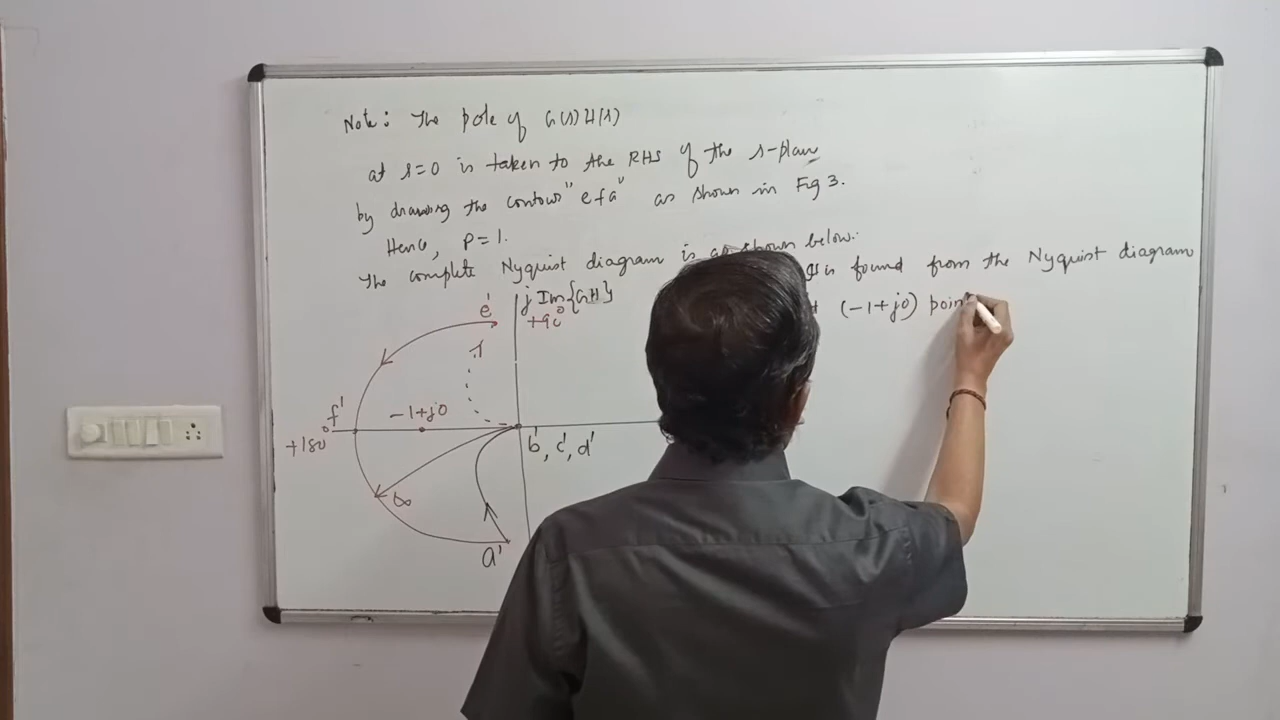 Note: The pole of G(s)H(s)
at s=0 is taken to the RHS of the s-plane
by drawing the contour "efa" as shown in Fig 3.
Hence, P=1.
The complete Nyquist diagram is as shown below:
It is found from the Nyquist diagram
(-1+j0) poin
j Im{GH}
+90°
e'
f'
-1+j0
+180°
b', c', d'
∞
a'